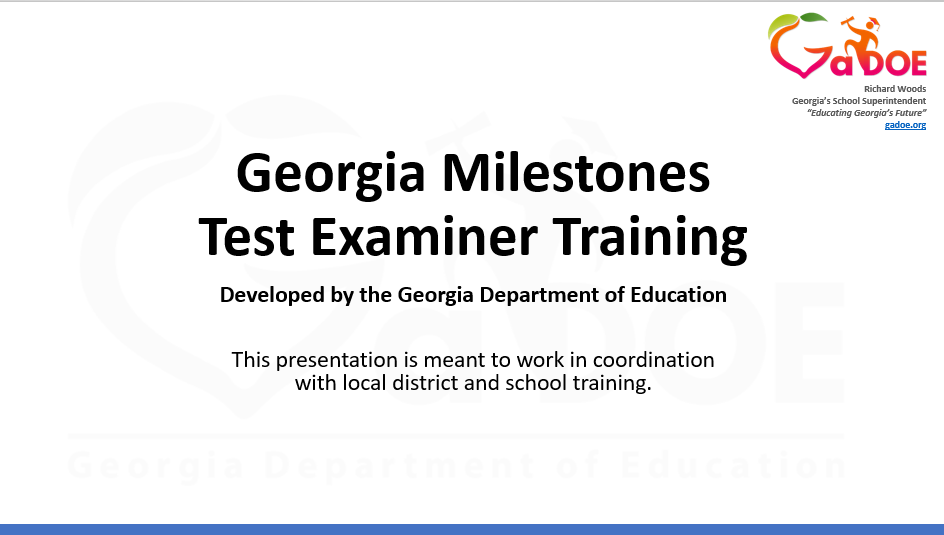 GaDOE
Richard Woods
Georgia's School Superintendent
"Educating Georgia's Future"
gadoe.org
Georgia Milestones
Test Examiner Training
Developed by the Georgia Department of Education
This presentation is meant to work in coordination
with local district and school training.
GaDOE
Georgia Department of Education